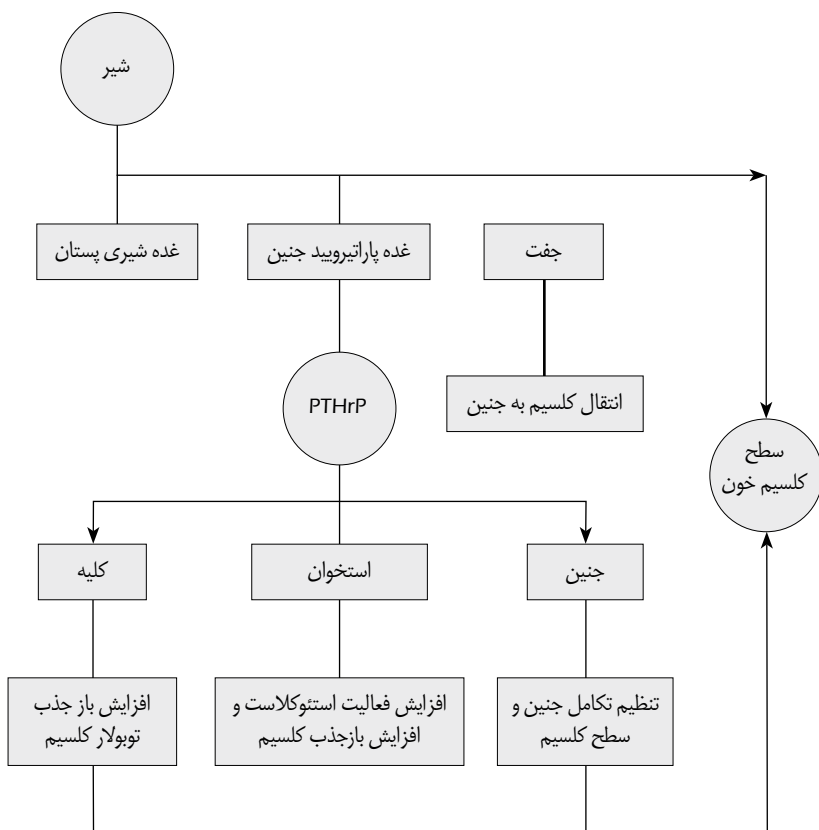 شیر
غده شیری پستان
غده پاراتیرویید جنین
جفت
PTHrP
انتقال کلسیم به جنین
سطح
کلسیم خون
کلیه
استخوان
جنین
افزایش باز جذب
توبولار کلسیم
افزایش فعالیت استئوکلاست و
افزایش بازجذب کلسیم
تنظیم تکامل جنین و
سطح کلسیم